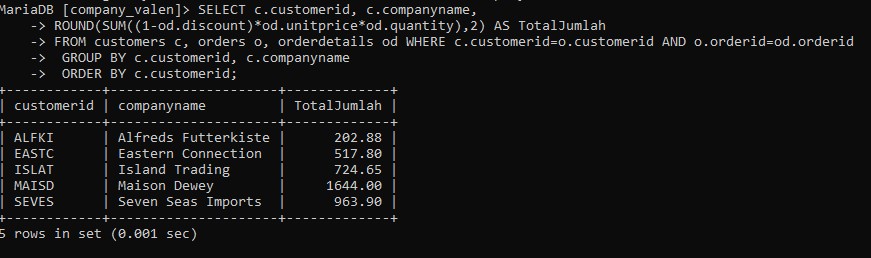 MariaDB [company_valen]> SELECT c.customerid, c.companyname,
    -> ROUND(SUM((1-od.discount)*od.unitprice*od.quantity),2) AS TotalJumlah
    -> FROM customers c, orders o, orderdetails od WHERE c.customerid=o.customerid AND o.orderid=od.orderid
    ->  GROUP BY c.customerid, c.companyname
    ->  ORDER BY c.customerid;
+------------+---------------------+-------------+
| customerid | companyname         | TotalJumlah |
+------------+---------------------+-------------+
| ALFKI      | Alfreds Futterkiste |      202.88 |
| EASTC      | Eastern Connection  |      517.80 |
| ISLAT      | Island Trading      |      724.65 |
| MAISD      | Maison Dewey        |     1644.00 |
| SEVES      | Seven Seas Imports  |      963.90 |
+------------+---------------------+-------------+
5 rows in set (0.001 sec)